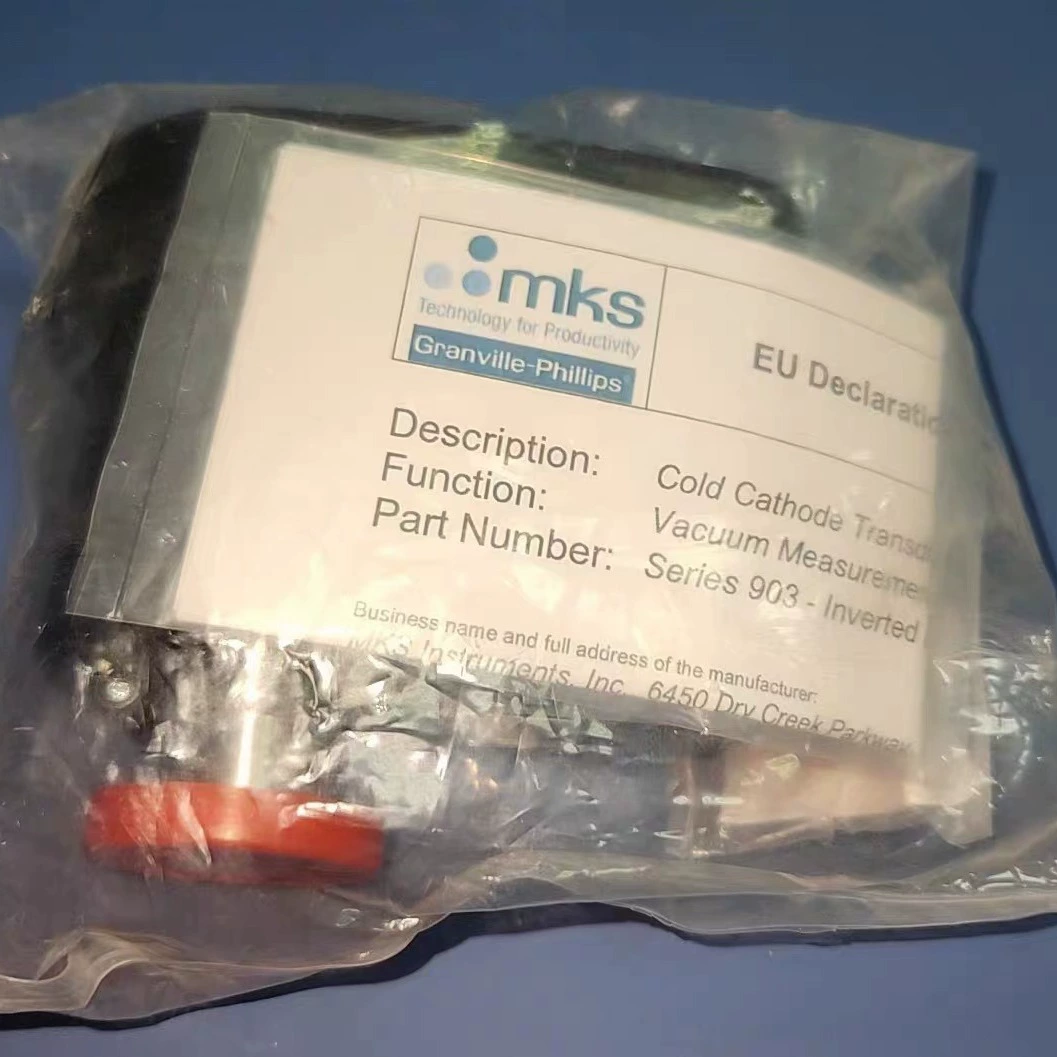 mks
Technology for Productivity
Granville-Phillips
EU Declaratio
Description: Cold Cathode Transd
Function: Vacuum Measureme
Part Number: Series 903 - Inverted
Business name and full address of the manufacturer:
MKS Instruments, Inc. 6450 Dry Creek Parkway